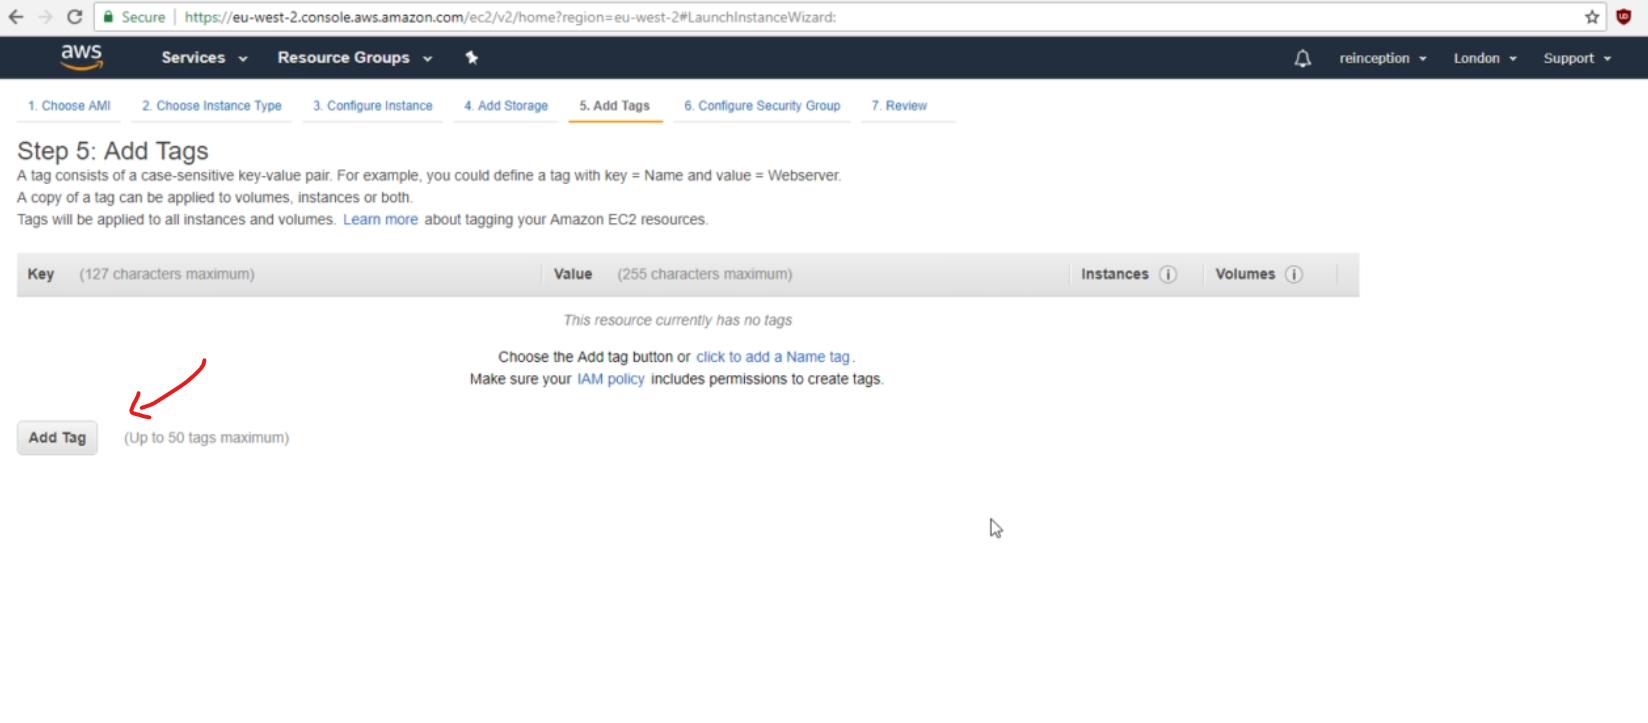 Secure https://eu-west-2.console.aws.amazon.com/ec2/v2/home?region=eu-west-2#LaunchInstanceWizard:
aws Services Resource Groups reinception London Support
1. Choose AMI 2. Choose Instance Type 3. Configure Instance 4. Add Storage 5. Add Tags 6. Configure Security Group 7. Review
Step 5: Add Tags
A tag consists of a case-sensitive key-value pair. For example, you could define a tag with key = Name and value = Webserver.
A copy of a tag can be applied to volumes, instances or both.
Tags will be applied to all instances and volumes. Learn more about tagging your Amazon EC2 resources.
Key (127 characters maximum) Value (255 characters maximum) Instances i Volumes i
This resource currently has no tags
Choose the Add tag button or click to add a Name tag.
Make sure your IAM policy includes permissions to create tags.
Add Tag (Up to 50 tags maximum)